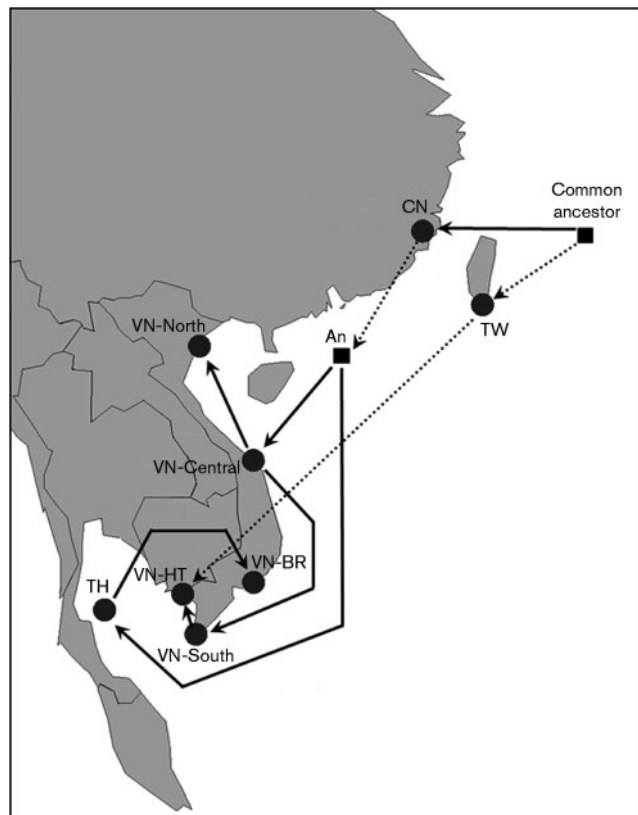 Common
ancestor
CN
TW
An
VN-North
VN-Central
VN-BR
VN-HT
TH
VN-South